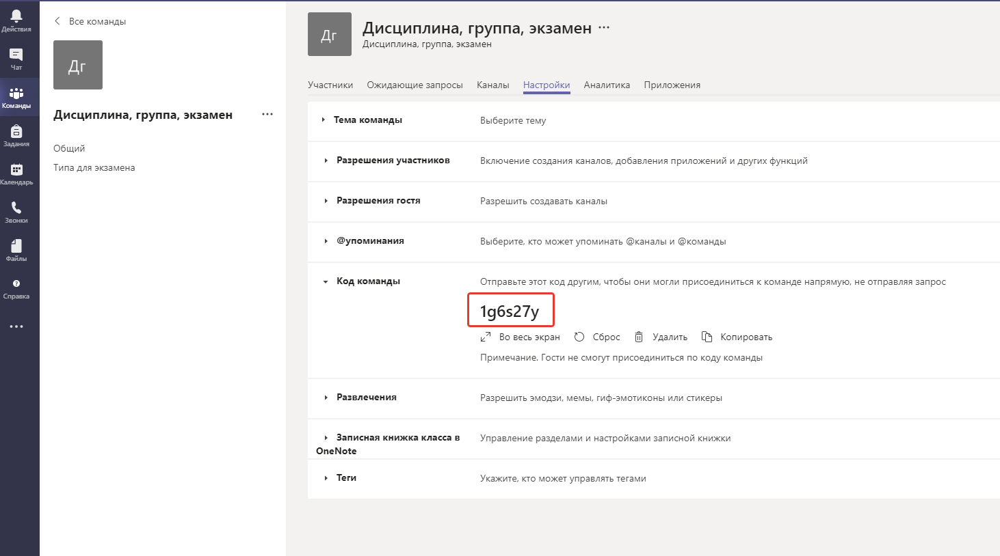 Действия
Чат
Команды
Задания
Календарь
Звонки
Файлы
Справка
Все команды
Дг
Дисциплина, группа, экзамен
Общий
Типа для экзамена
Дг
Дисциплина, группа, экзамен
Дисциплина, группа, экзамен
Участники Ожидающие запросы Каналы Настройки Аналитика Приложения
Тема команды Выберите тему
Разрешения участников Включение создания каналов, добавления приложений и других функций
Разрешения гостя Разрешить создавать каналы
@упоминания Выберите, кто может упоминать @каналы и @команды
Код команды Отправьте этот код другим, чтобы они могли присоединиться к команде напрямую, не отправляя запрос
1g6s27y
Во весь экран Сброс Удалить Копировать
Примечание. Гости не смогут присоединиться по коду команды
Развлечения Разрешить эмодзи, мемы, гиф-эмотиконы или стикеры
Записная книжка класса в Управление разделами и настройками записной книжки
OneNote
Теги Укажите, кто может управлять тегами